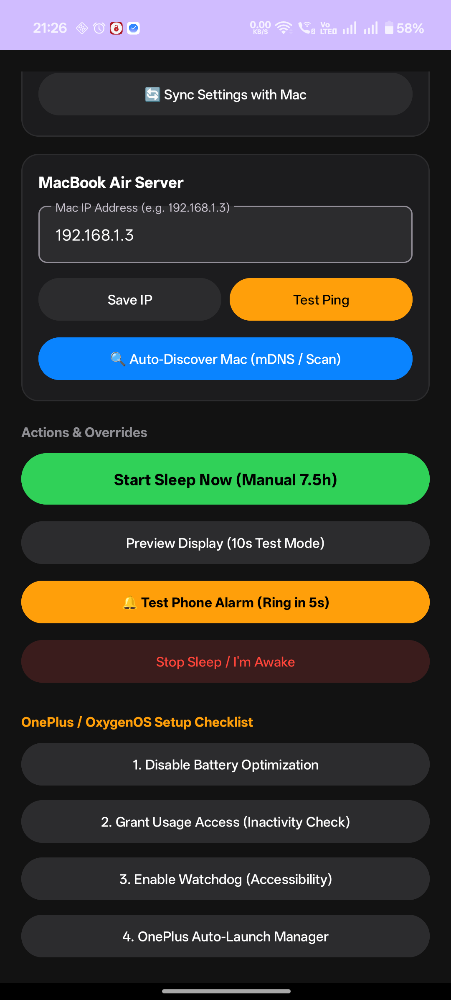 21:26
0.00 KB/S
2
Vo LTE
58%
🔄 Sync Settings with Mac
MacBook Air Server
Mac IP Address (e.g. 192.168.1.3)
192.168.1.3
Save IP
Test Ping
🔍 Auto-Discover Mac (mDNS / Scan)
Actions & Overrides
Start Sleep Now (Manual 7.5h)
Preview Display (10s Test Mode)
🔔 Test Phone Alarm (Ring in 5s)
Stop Sleep / I'm Awake
OnePlus / OxygenOS Setup Checklist
1. Disable Battery Optimization
2. Grant Usage Access (Inactivity Check)
3. Enable Watchdog (Accessibility)
4. OnePlus Auto-Launch Manager